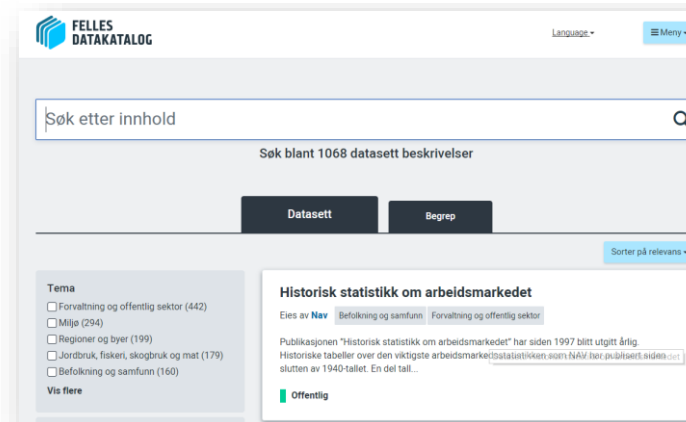 FELLES
DATAKATALOG
Language
Meny
Søk etter innhold
Søk blant 1068 datasett beskrivelser
Datasett
Begrep
Sorter på relevans
Tema
Forvaltning og offentlig sektor (442)
Miljø (294)
Regioner og byer (199)
Jordbruk, fiskeri, skogbruk og mat (179)
Befolkning og samfunn (160)
Vis flere
Historisk statistikk om arbeidsmarkedet
Eies av Nav Befolkning og samfunn Forvaltning og offentlig sektor
Publikasjonen "Historisk statistikk om arbeidsmarkedet" har siden 1997 blitt utgitt årlig.
Historiske tabeller over den viktigste arbeidsmarkedsstatistikken som NAV har publisert siden
slutten av 1940-tallet. En del tall...
Offentlig